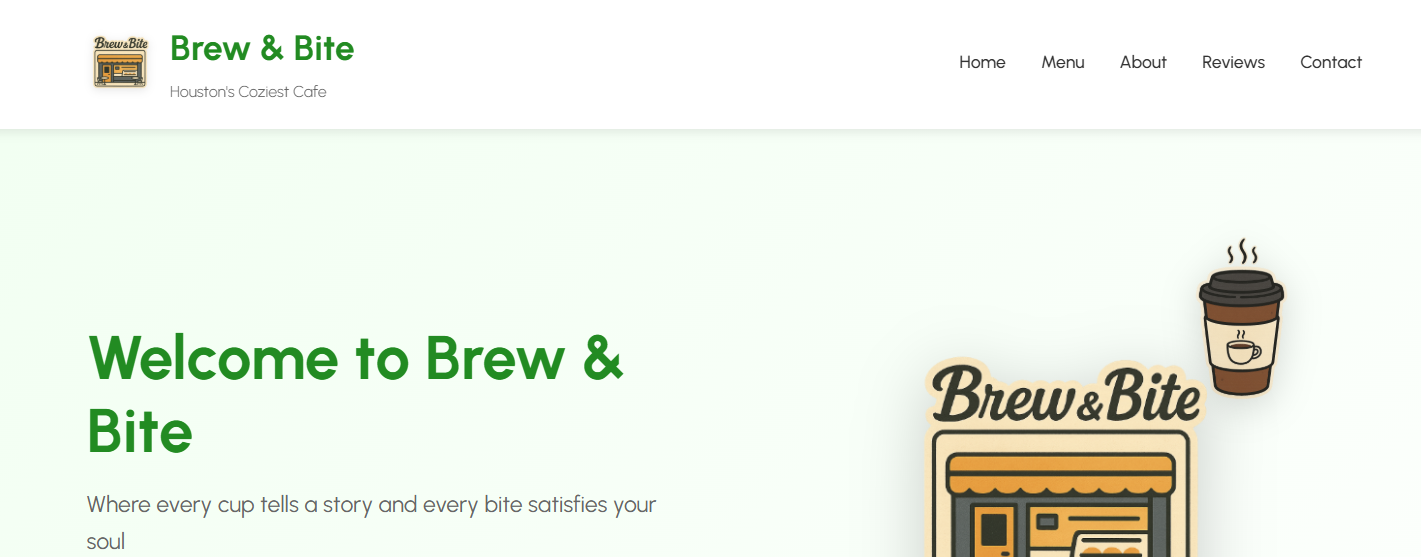 Brew & Bite
Brew & Bite
Houston's Coziest Cafe
Home
Menu
About
Reviews
Contact
Welcome to Brew &
Bite
Where every cup tells a story and every bite satisfies your
soul
Brew & Bite